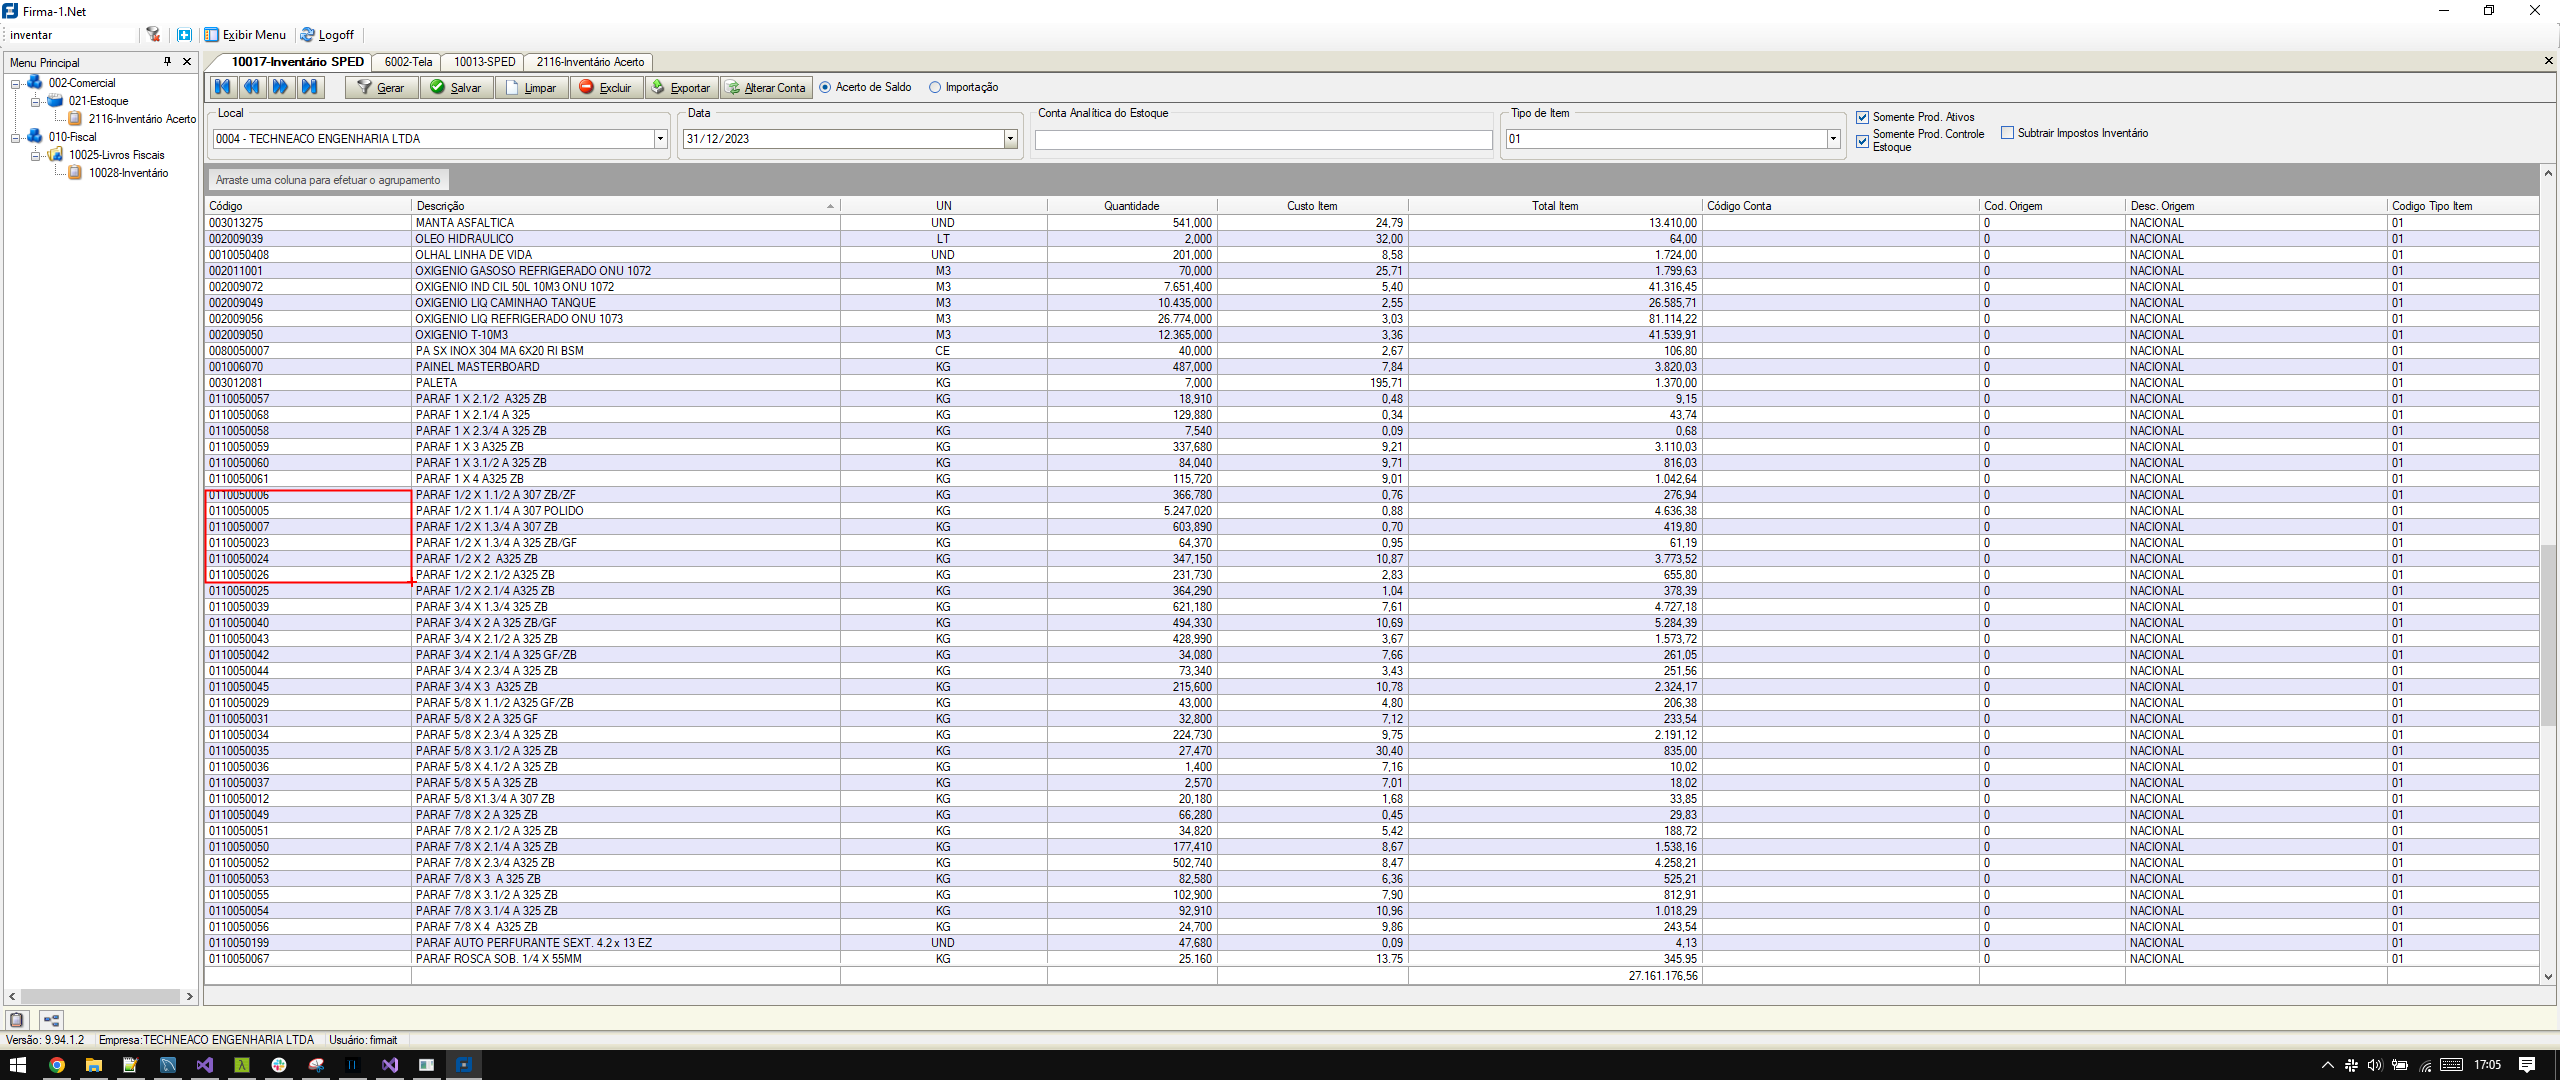 Firma-1.Net
inventar Exibir Menu Logoff
Menu Principal
002-Comercial
021-Estoque
2116-Inventário Acerto
010-Fiscal
10025-Livros Fiscais
10028-Inventário
10017-Inventário SPED 6002-Tela 10013-SPED 2116-Inventário Acerto
Gerar Salvar Limpar Excluir Exportar Alterar Conta Acerto de Saldo Importação
Local Data Conta Analítica do Estoque Tipo de Item
0004 - TECHNEACO ENGENHARIA LTDA 31/12/2023 01
Somente Prod. Ativos
Somente Prod. Controle Estoque
Subtrair Impostos Inventário
Arraste uma coluna para efetuar o agrupamento
Código Descrição UN Quantidade Custo Item Total Item Código Conta Cod. Origem Desc. Origem Codigo Tipo Item
003013275 MANTA ASFALTICA UND 541,000 24,79 13.410,00 0 NACIONAL 01
002009039 OLEO HIDRAULICO LT 2,000 32,00 64,00 0 NACIONAL 01
0010050408 OLHAL LINHA DE VIDA UND 201,000 8,58 1.724,00 0 NACIONAL 01
002011001 OXIGENIO GASOSO REFRIGERADO ONU 1072 M3 70,000 25,71 1.799,63 0 NACIONAL 01
002009072 OXIGENIO IND CIL 50L 10M3 ONU 1072 M3 7.651,400 5,40 41.316,45 0 NACIONAL 01
002009049 OXIGENIO LIQ CAMINHAO TANQUE M3 10.435,000 2,55 26.585,71 0 NACIONAL 01
002009056 OXIGENIO LIQ REFRIGERADO ONU 1073 M3 26.774,000 3,03 81.114,22 0 NACIONAL 01
002009050 OXIGENIO T-10M3 M3 12.365,000 3,36 41.539,91 0 NACIONAL 01
0080050007 PA SX INOX 304 MA 6X20 RI BSM CE 40,000 2,67 106,80 0 NACIONAL 01
001006070 PAINEL MASTERBOARD KG 487,000 7,84 3.820,03 0 NACIONAL 01
003012081 PALETA KG 7,000 195,71 1.370,00 0 NACIONAL 01
0110050057 PARAF 1 X 2.1/2  A325 ZB KG 18,910 0,48 9,15 0 NACIONAL 01
0110050068 PARAF 1 X 2.1/4 A 325 KG 129,880 0,34 43,74 0 NACIONAL 01
0110050058 PARAF 1 X 2.3/4 A 325 ZB KG 7,540 0,09 0,68 0 NACIONAL 01
0110050059 PARAF 1 X 3 A325 ZB KG 337,680 9,21 3.110,03 0 NACIONAL 01
0110050060 PARAF 1 X 3.1/2 A 325 ZB KG 84,040 9,71 816,03 0 NACIONAL 01
0110050061 PARAF 1 X 4 A325 ZB KG 115,720 9,01 1.042,64 0 NACIONAL 01
0110050006 PARAF 1/2 X 1.1/2 A 307 ZB/ZF KG 366,780 0,76 276,94 0 NACIONAL 01
0110050005 PARAF 1/2 X 1.1/4 A 307 POLIDO KG 5.247,020 0,88 4.636,38 0 NACIONAL 01
0110050007 PARAF 1/2 X 1.3/4 A 307 ZB KG 603,890 0,70 419,80 0 NACIONAL 01
0110050023 PARAF 1/2 X 1.3/4 A 325 ZB/GF KG 64,370 0,95 61,19 0 NACIONAL 01
0110050024 PARAF 1/2 X 2  A325 ZB KG 347,150 10,87 3.773,52 0 NACIONAL 01
0110050026 PARAF 1/2 X 2.1/2 A325 ZB KG 231,730 2,83 655,80 0 NACIONAL 01
0110050025 PARAF 1/2 X 2.1/4 A325 ZB KG 364,290 1,04 378,39 0 NACIONAL 01
0110050039 PARAF 3/4 X 1.3/4 325 ZB KG 621,180 7,61 4.727,18 0 NACIONAL 01
0110050040 PARAF 3/4 X 2 A 325 ZB/GF KG 494,330 10,69 5.284,39 0 NACIONAL 01
0110050043 PARAF 3/4 X 2.1/2 A 325 ZB KG 428,990 3,67 1.573,72 0 NACIONAL 01
0110050042 PARAF 3/4 X 2.1/4 A 325 GF/ZB KG 34,080 7,66 261,05 0 NACIONAL 01
0110050044 PARAF 3/4 X 2.3/4 A 325 ZB KG 73,340 3,43 251,56 0 NACIONAL 01
0110050045 PARAF 3/4 X 3  A325 ZB KG 215,600 10,78 2.324,17 0 NACIONAL 01
0110050029 PARAF 5/8 X 1.1/2 A325 GF/ZB KG 43,000 4,80 206,38 0 NACIONAL 01
0110050031 PARAF 5/8 X 2 A 325 GF KG 32,800 7,12 233,54 0 NACIONAL 01
0110050034 PARAF 5/8 X 2.3/4 A 325 ZB KG 224,730 9,75 2.191,12 0 NACIONAL 01
0110050035 PARAF 5/8 X 3.1/2 A 325 ZB KG 27,470 30,40 835,00 0 NACIONAL 01
0110050036 PARAF 5/8 X 4.1/2 A 325 ZB KG 1,400 7,16 10,02 0 NACIONAL 01
0110050037 PARAF 5/8 X 5 A 325 ZB KG 2,570 7,01 18,02 0 NACIONAL 01
0110050012 PARAF 5/8 X1.3/4 A 307 ZB KG 20,180 1,68 33,85 0 NACIONAL 01
0110050049 PARAF 7/8 X 2 A 325 ZB KG 66,280 0,45 29,83 0 NACIONAL 01
0110050051 PARAF 7/8 X 2.1/2 A 325 ZB KG 34,820 5,42 188,72 0 NACIONAL 01
0110050050 PARAF 7/8 X 2.1/4 A 325 ZB KG 177,410 8,67 1.538,16 0 NACIONAL 01
0110050052 PARAF 7/8 X 2.3/4 A325 ZB KG 502,740 8,47 4.258,21 0 NACIONAL 01
0110050053 PARAF 7/8 X 3  A 325 ZB KG 82,580 6,36 525,21 0 NACIONAL 01
0110050055 PARAF 7/8 X 3.1/2 A 325 ZB KG 102,900 7,90 812,91 0 NACIONAL 01
0110050054 PARAF 7/8 X 3.1/4 A 325 ZB KG 92,910 10,96 1.018,29 0 NACIONAL 01
0110050056 PARAF 7/8 X 4  A325 ZB KG 24,700 9,86 243,54 0 NACIONAL 01
0110050199 PARAF AUTO PERFURANTE SEXT. 4.2 x 13 EZ UND 47,680 0,09 4,13 0 NACIONAL 01
0110050067 PARAF ROSCA SOB. 1/4 X 55MM KG 25,160 13,75 345,95 0 NACIONAL 01
27.161.176,56
Versão: 9.94.1.2 Empresa:TECHNEACO ENGENHARIA LTDA Usuário: firmait
17:05